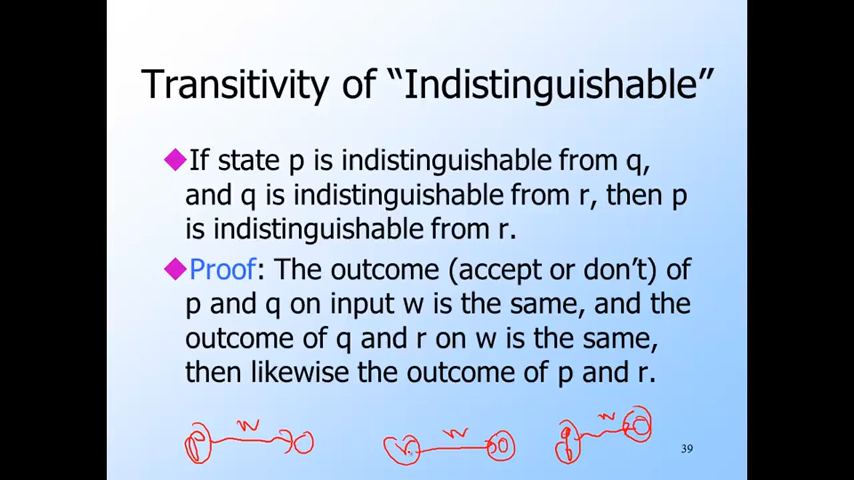 Transitivity of “Indistinguishable”
If state p is indistinguishable from q,
and q is indistinguishable from r, then p
is indistinguishable from r.
Proof: The outcome (accept or don’t) of
p and q on input w is the same, and the
outcome of q and r on w is the same,
then likewise the outcome of p and r.
w w w
p r q
39